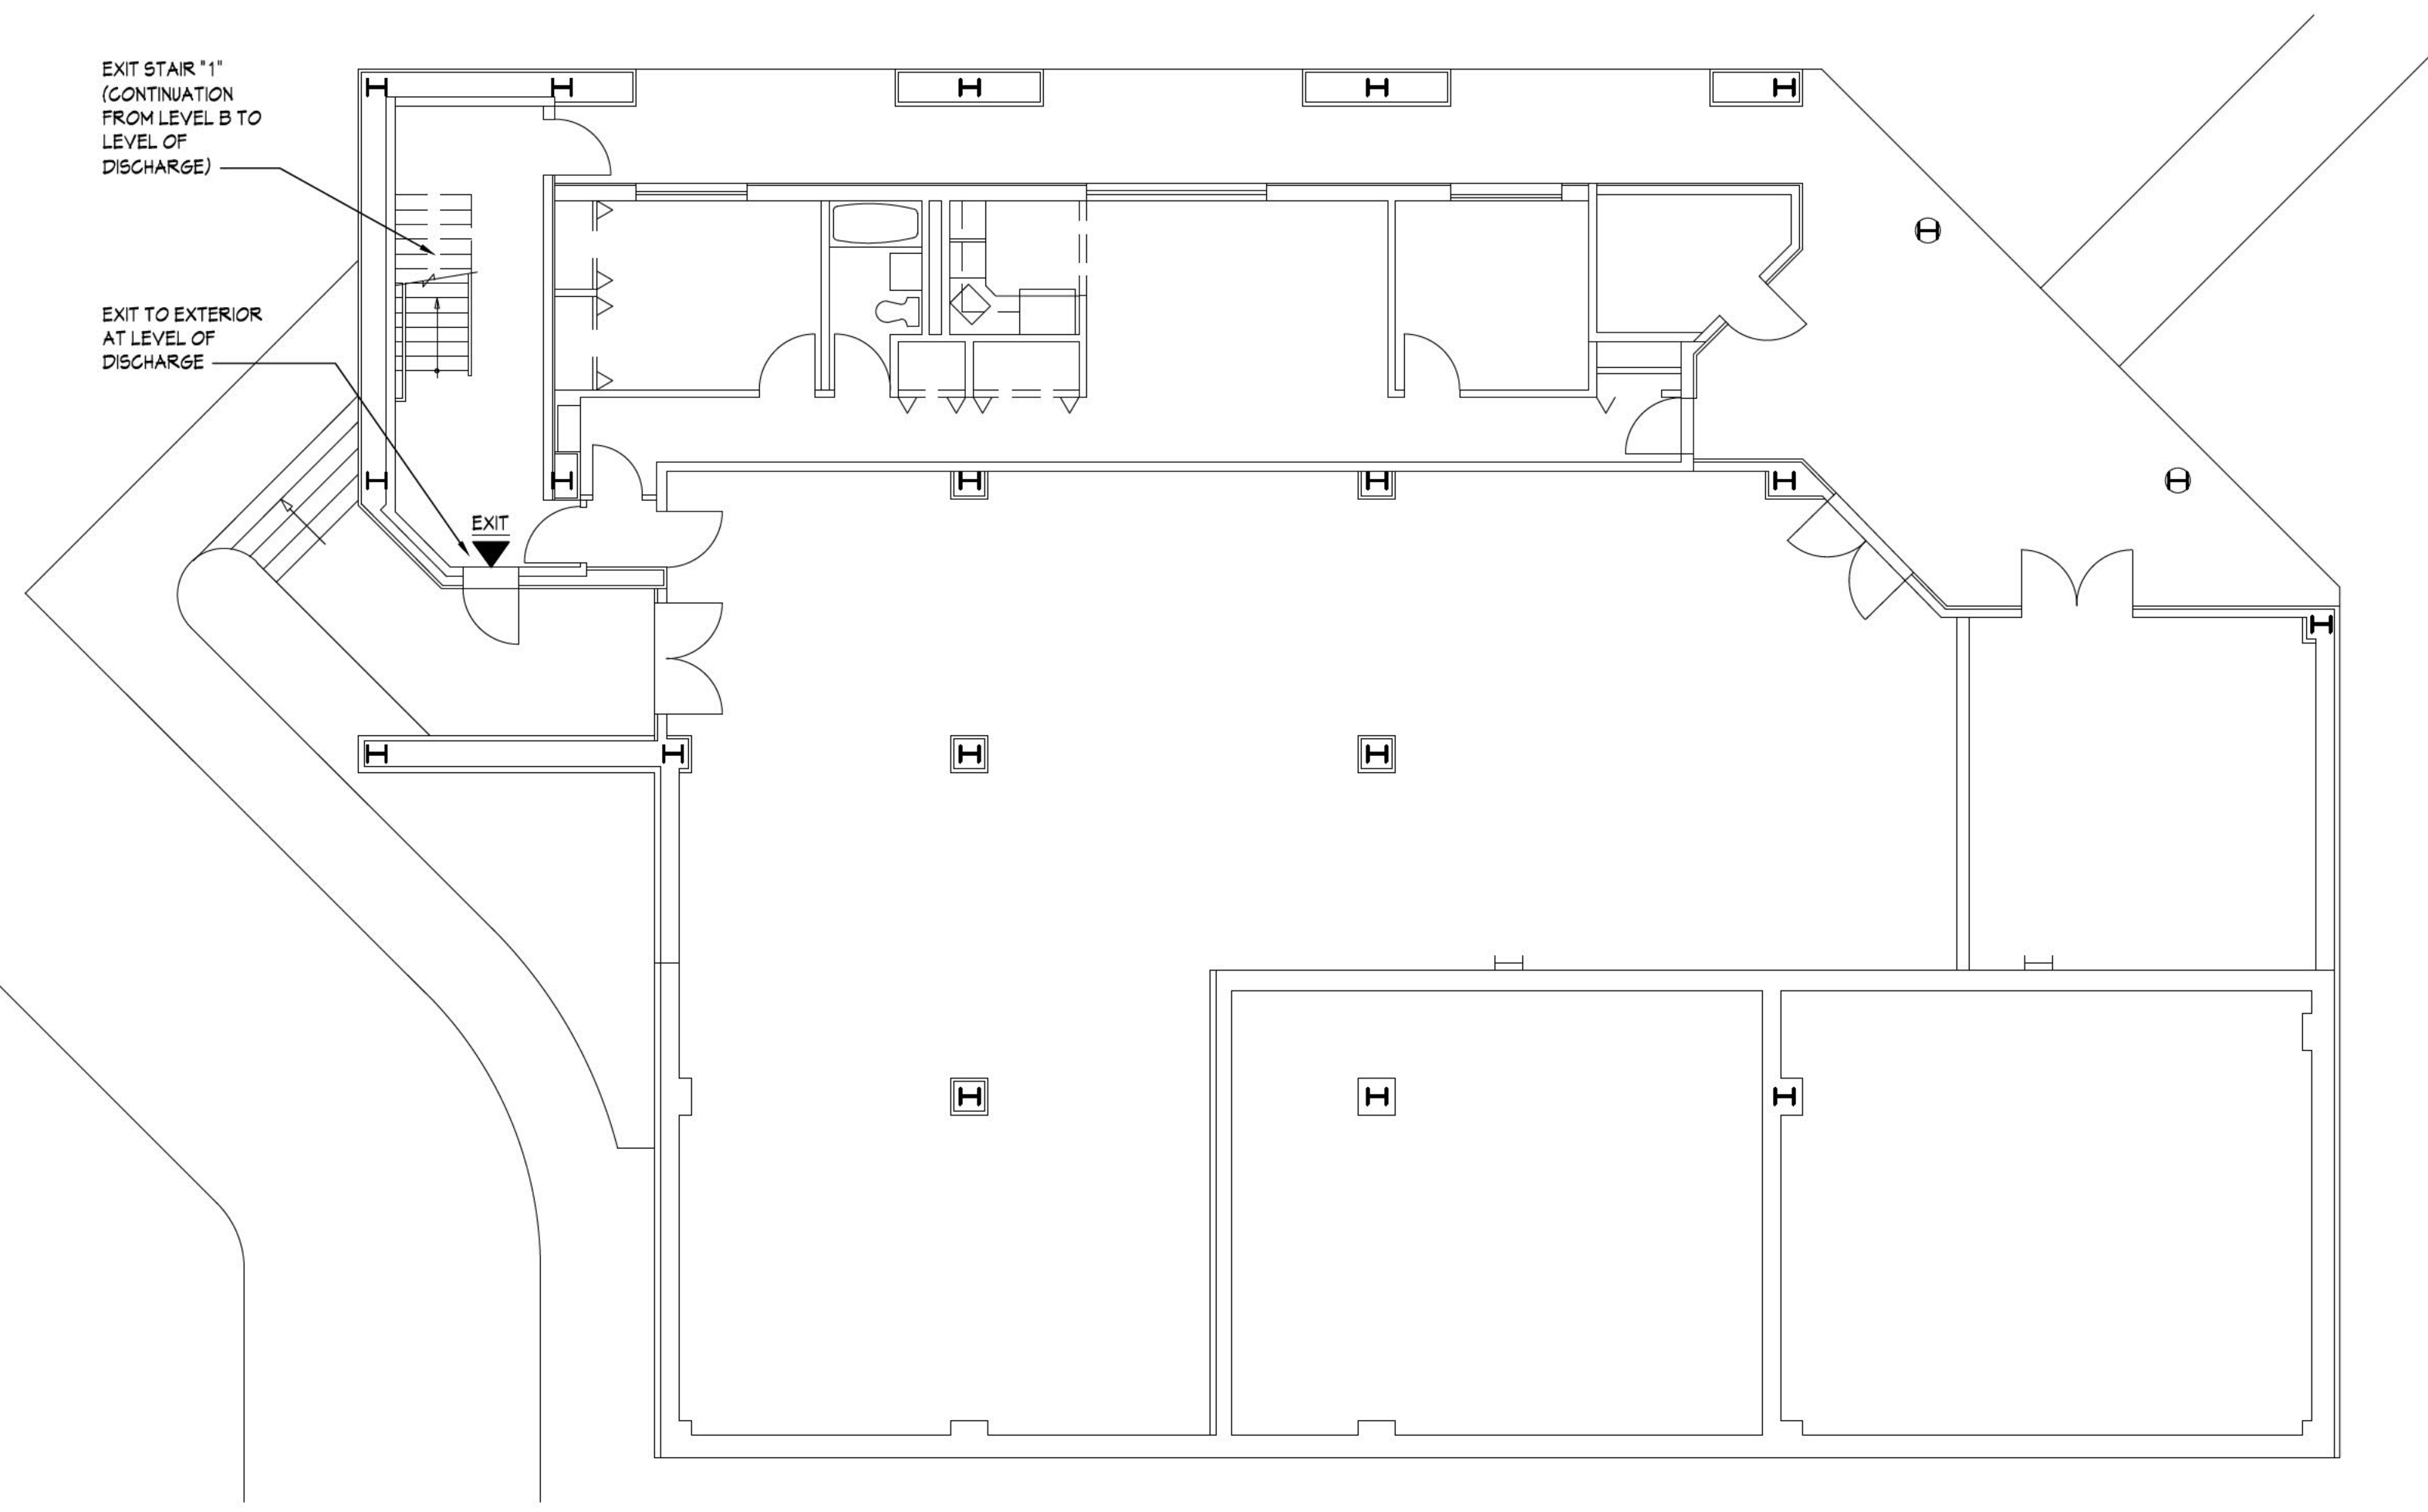 EXIT STAIR "1"
(CONTINUATION
FROM LEVEL B TO
LEVEL OF
DISCHARGE)
EXIT TO EXTERIOR
AT LEVEL OF
DISCHARGE
EXIT